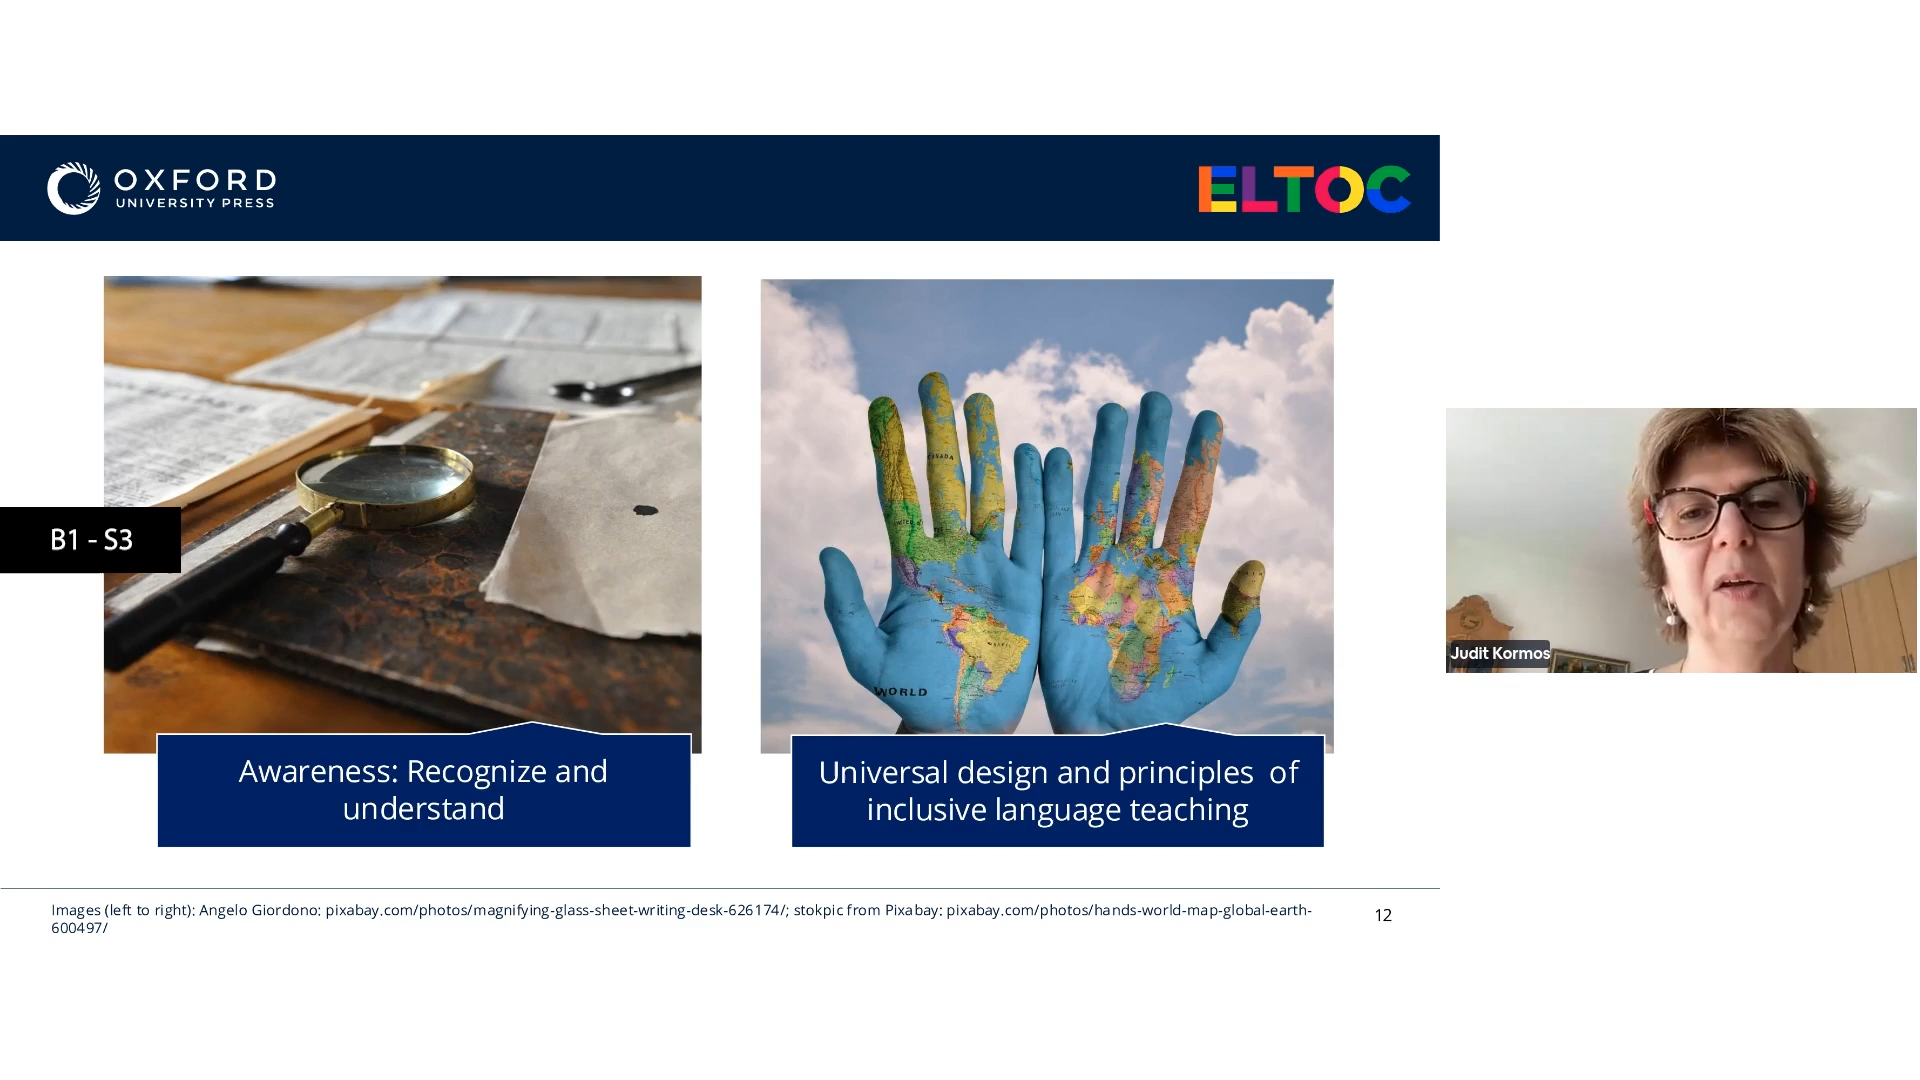 OXFORD
UNIVERSITY PRESS
ELTOC
CANADA
WORLD
B1 - S3
Awareness: Recognize and
understand
Universal design and principles of
inclusive language teaching
Judit Kormos
Images (left to right): Angelo Giordono: pixabay.com/photos/magnifying-glass-sheet-writing-desk-626174/; stokpic from Pixabay: pixabay.com/photos/hands-world-map-global-earth-
600497/
12